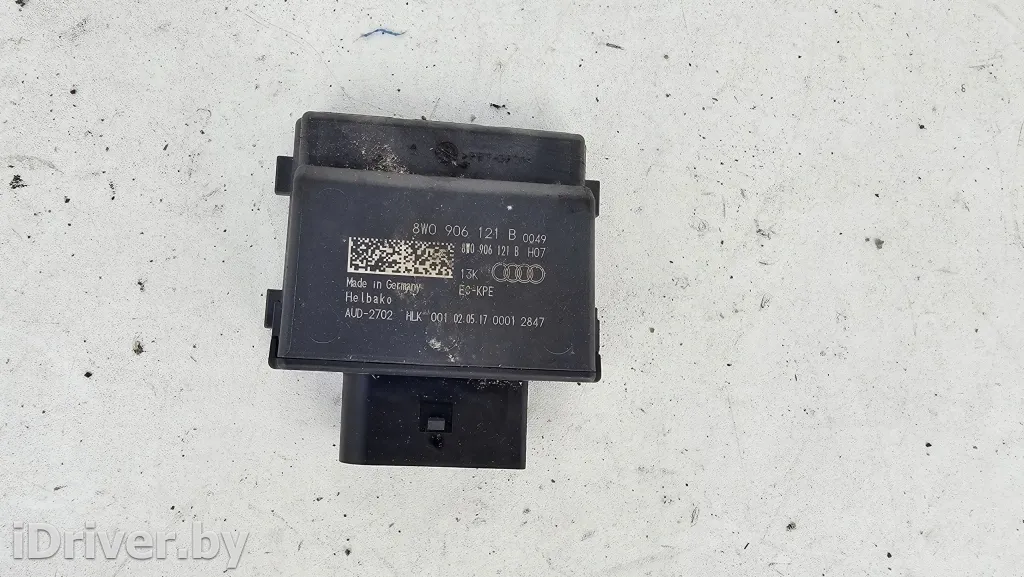 8W0 906 121 B 0049
8W0 906 121 B H07
13K
Made in Germany
EC-KPE
Helbako
AUD-2702 HLK 001 02.05.17 0001 2847
iDriver.by